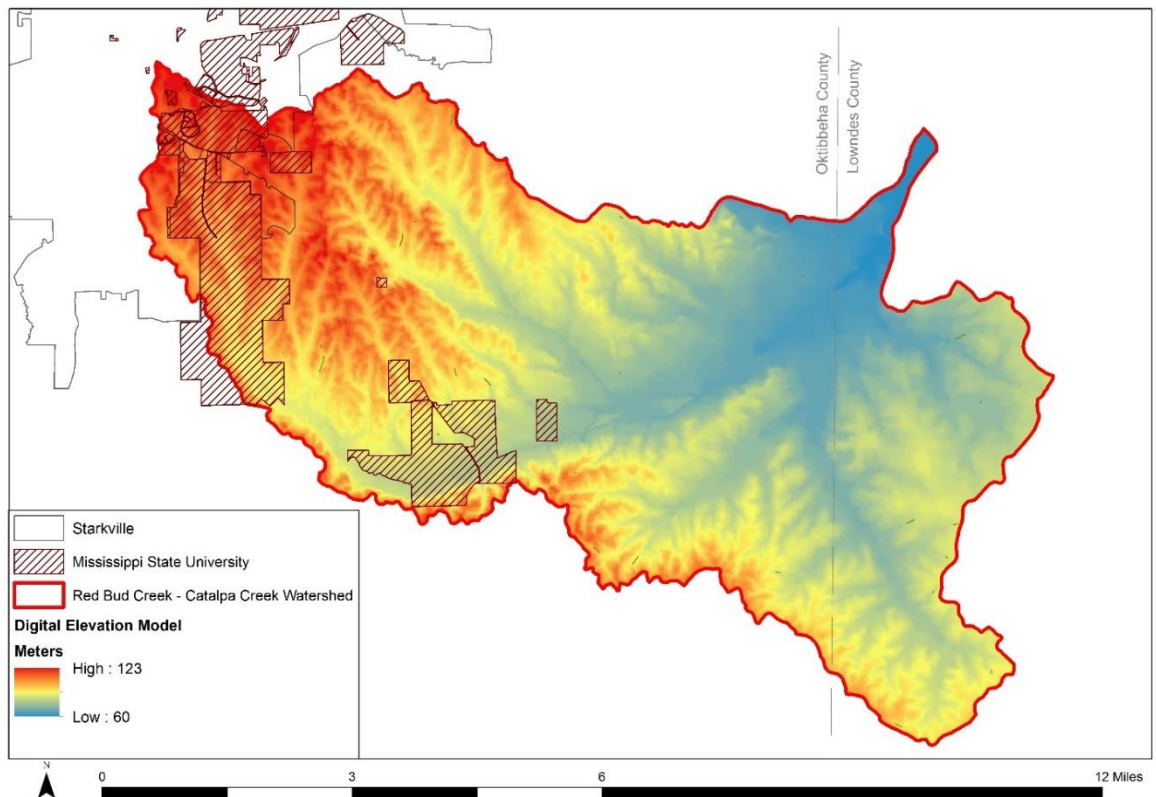 Oktibbeha County
Lowndes County
Starkville
Mississippi State University
Red Bud Creek - Catalpa Creek Watershed
Digital Elevation Model
Meters
High : 123
Low : 60
N
0
3
6
12 Miles